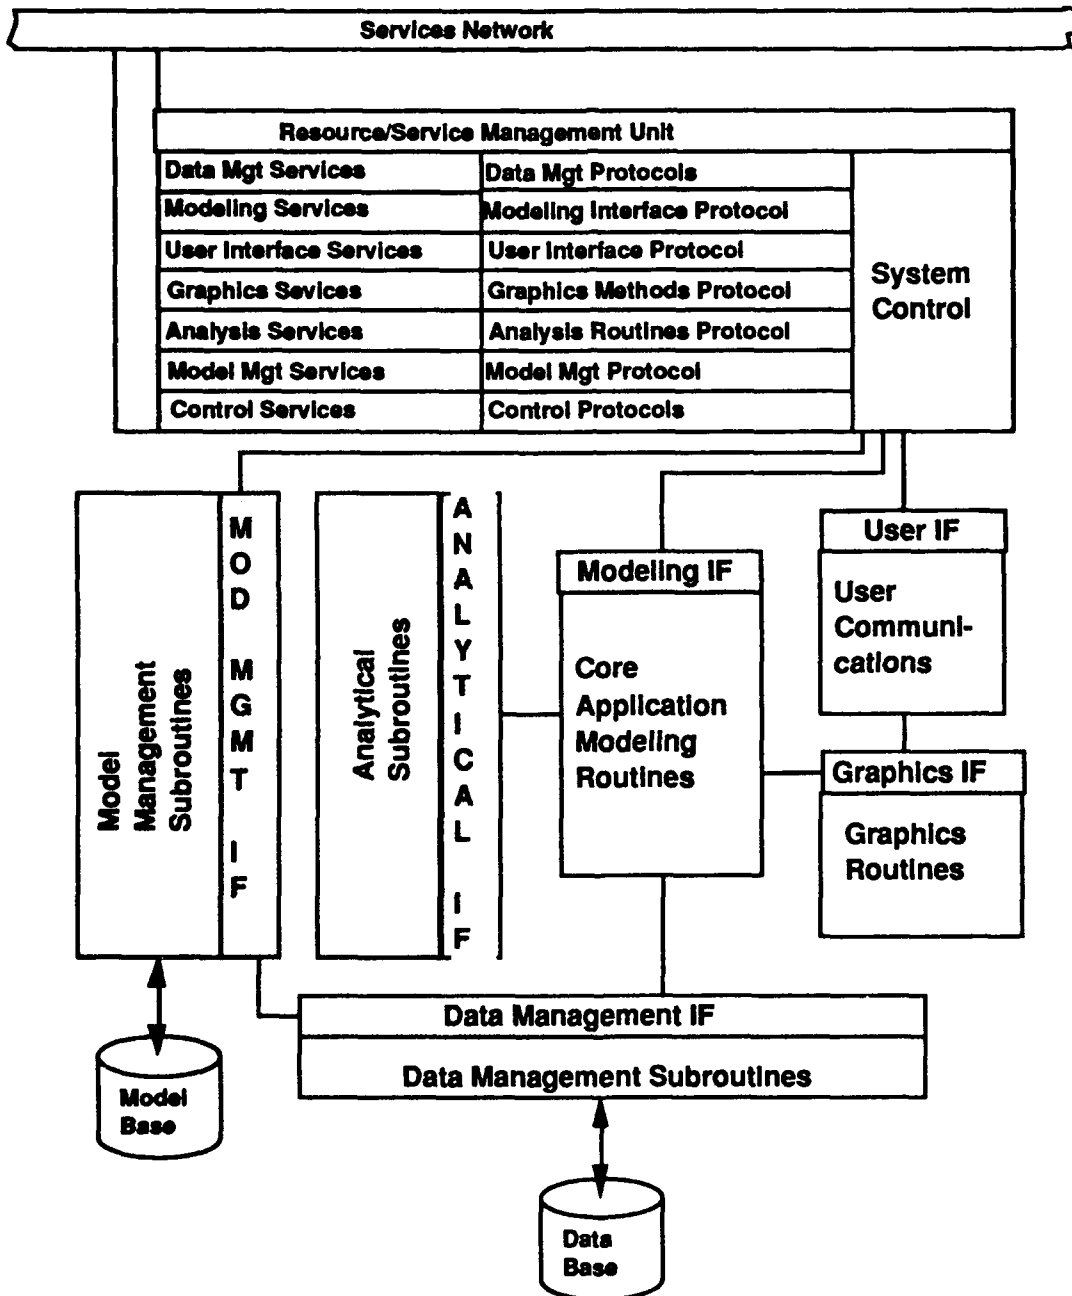 Services Network
Resource/Service Management Unit
Data Mgt Services
Data Mgt Protocols
Modeling Services
Modeling Interface Protocol
User Interface Services
User Interface Protocol
Graphics Sevices
Graphics Methods Protocol
Analysis Services
Analysis Routines Protocol
Model Mgt Services
Model Mgt Protocol
Control Services
Control Protocols
System
Control
Model
Management
Subroutines
MOD MGMT IF
Analytical
Subroutines
ANALYTICAL IF
Modeling IF
Core
Application
Modeling
Routines
User IF
User
Communi-
cations
Graphics IF
Graphics
Routines
Data Management IF
Data Management Subroutines
Model
Base
Data
Base